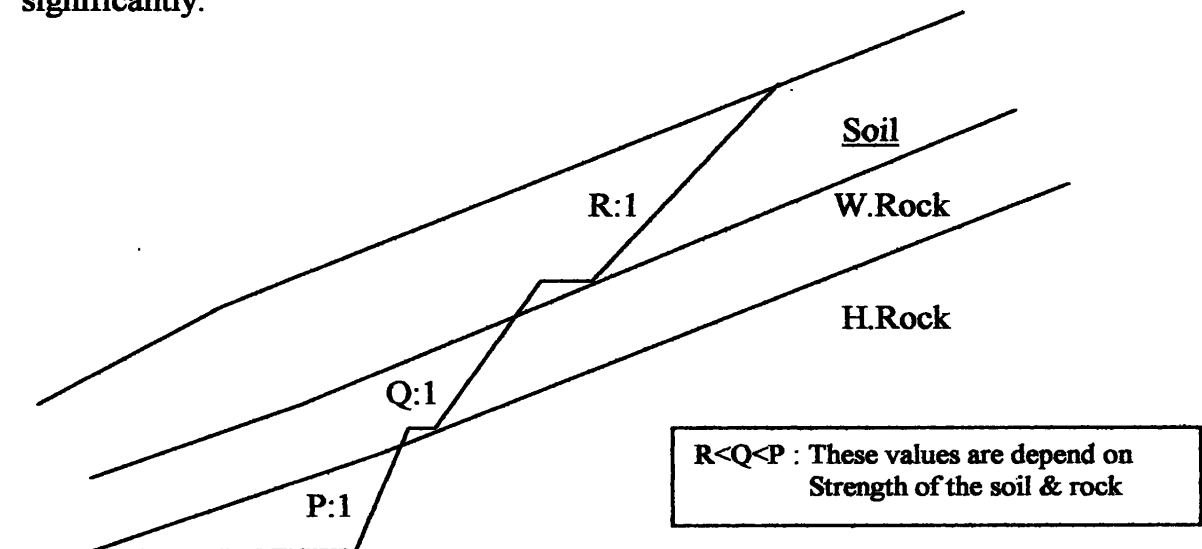 significantly.
Soil
R:1
W.Rock
H.Rock
Q:1
R<Q<P : These values are depend on
Strength of the soil & rock
P:1